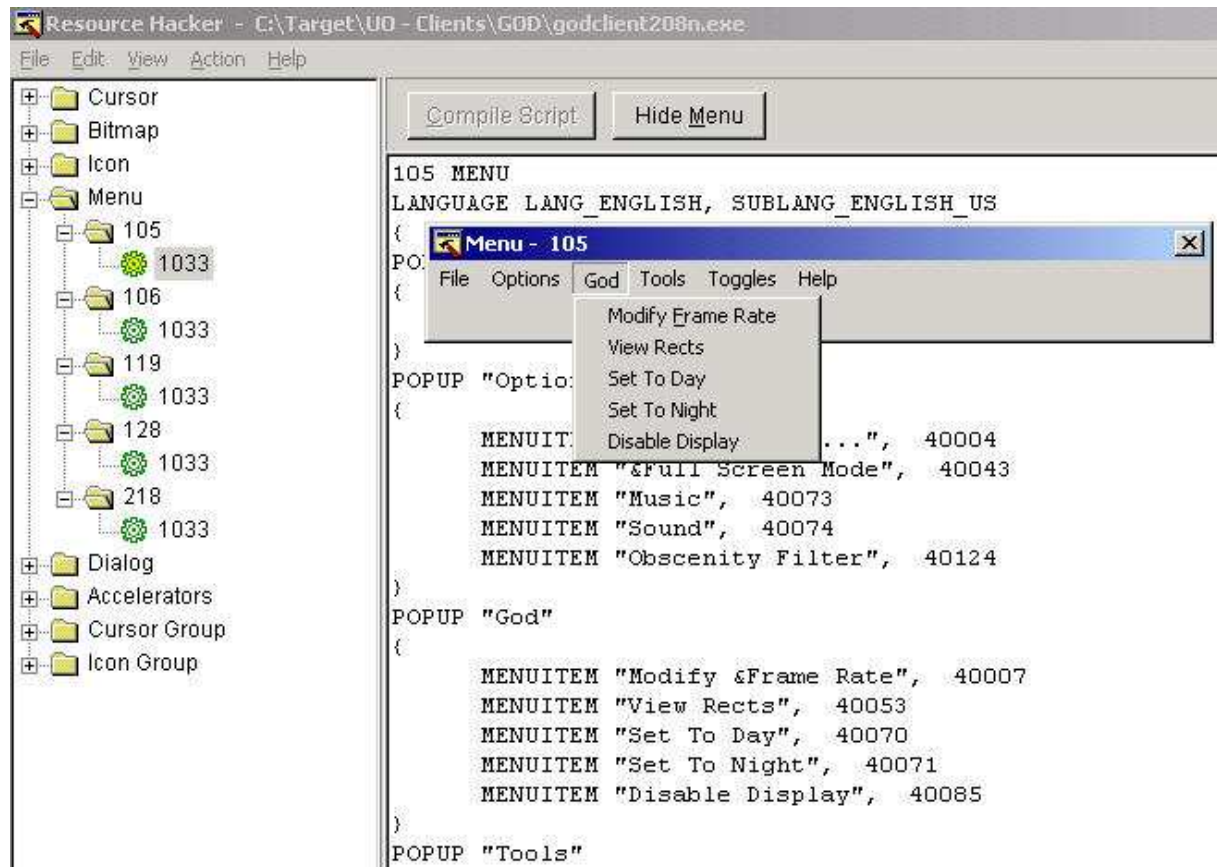 Resource Hacker - C:\Target\UO - Clients\GOD\godclient208n.exe
File Edit View Action Help
Cursor
Bitmap
Icon
Menu
105
1033
106
1033
119
1033
128
1033
218
1033
Dialog
Accelerators
Cursor Group
Icon Group
Compile Script Hide Menu
105 MENU
LANGUAGE LANG_ENGLISH, SUBLANG_ENGLISH_US
{
Menu - 105
File Options God Tools Toggles Help
Modify Frame Rate
View Rects
Set To Day
Set To Night
Disable Display
{
}
POPUP "Optio
{
MENUIT ...", 40004
MENUITEM "&Full Screen Mode", 40043
MENUITEM "Music", 40073
MENUITEM "Sound", 40074
MENUITEM "Obscenity Filter", 40124
}
POPUP "God"
{
MENUITEM "Modify &Frame Rate", 40007
MENUITEM "View Rects", 40053
MENUITEM "Set To Day", 40070
MENUITEM "Set To Night", 40071
MENUITEM "Disable Display", 40085
}
POPUP "Tools"